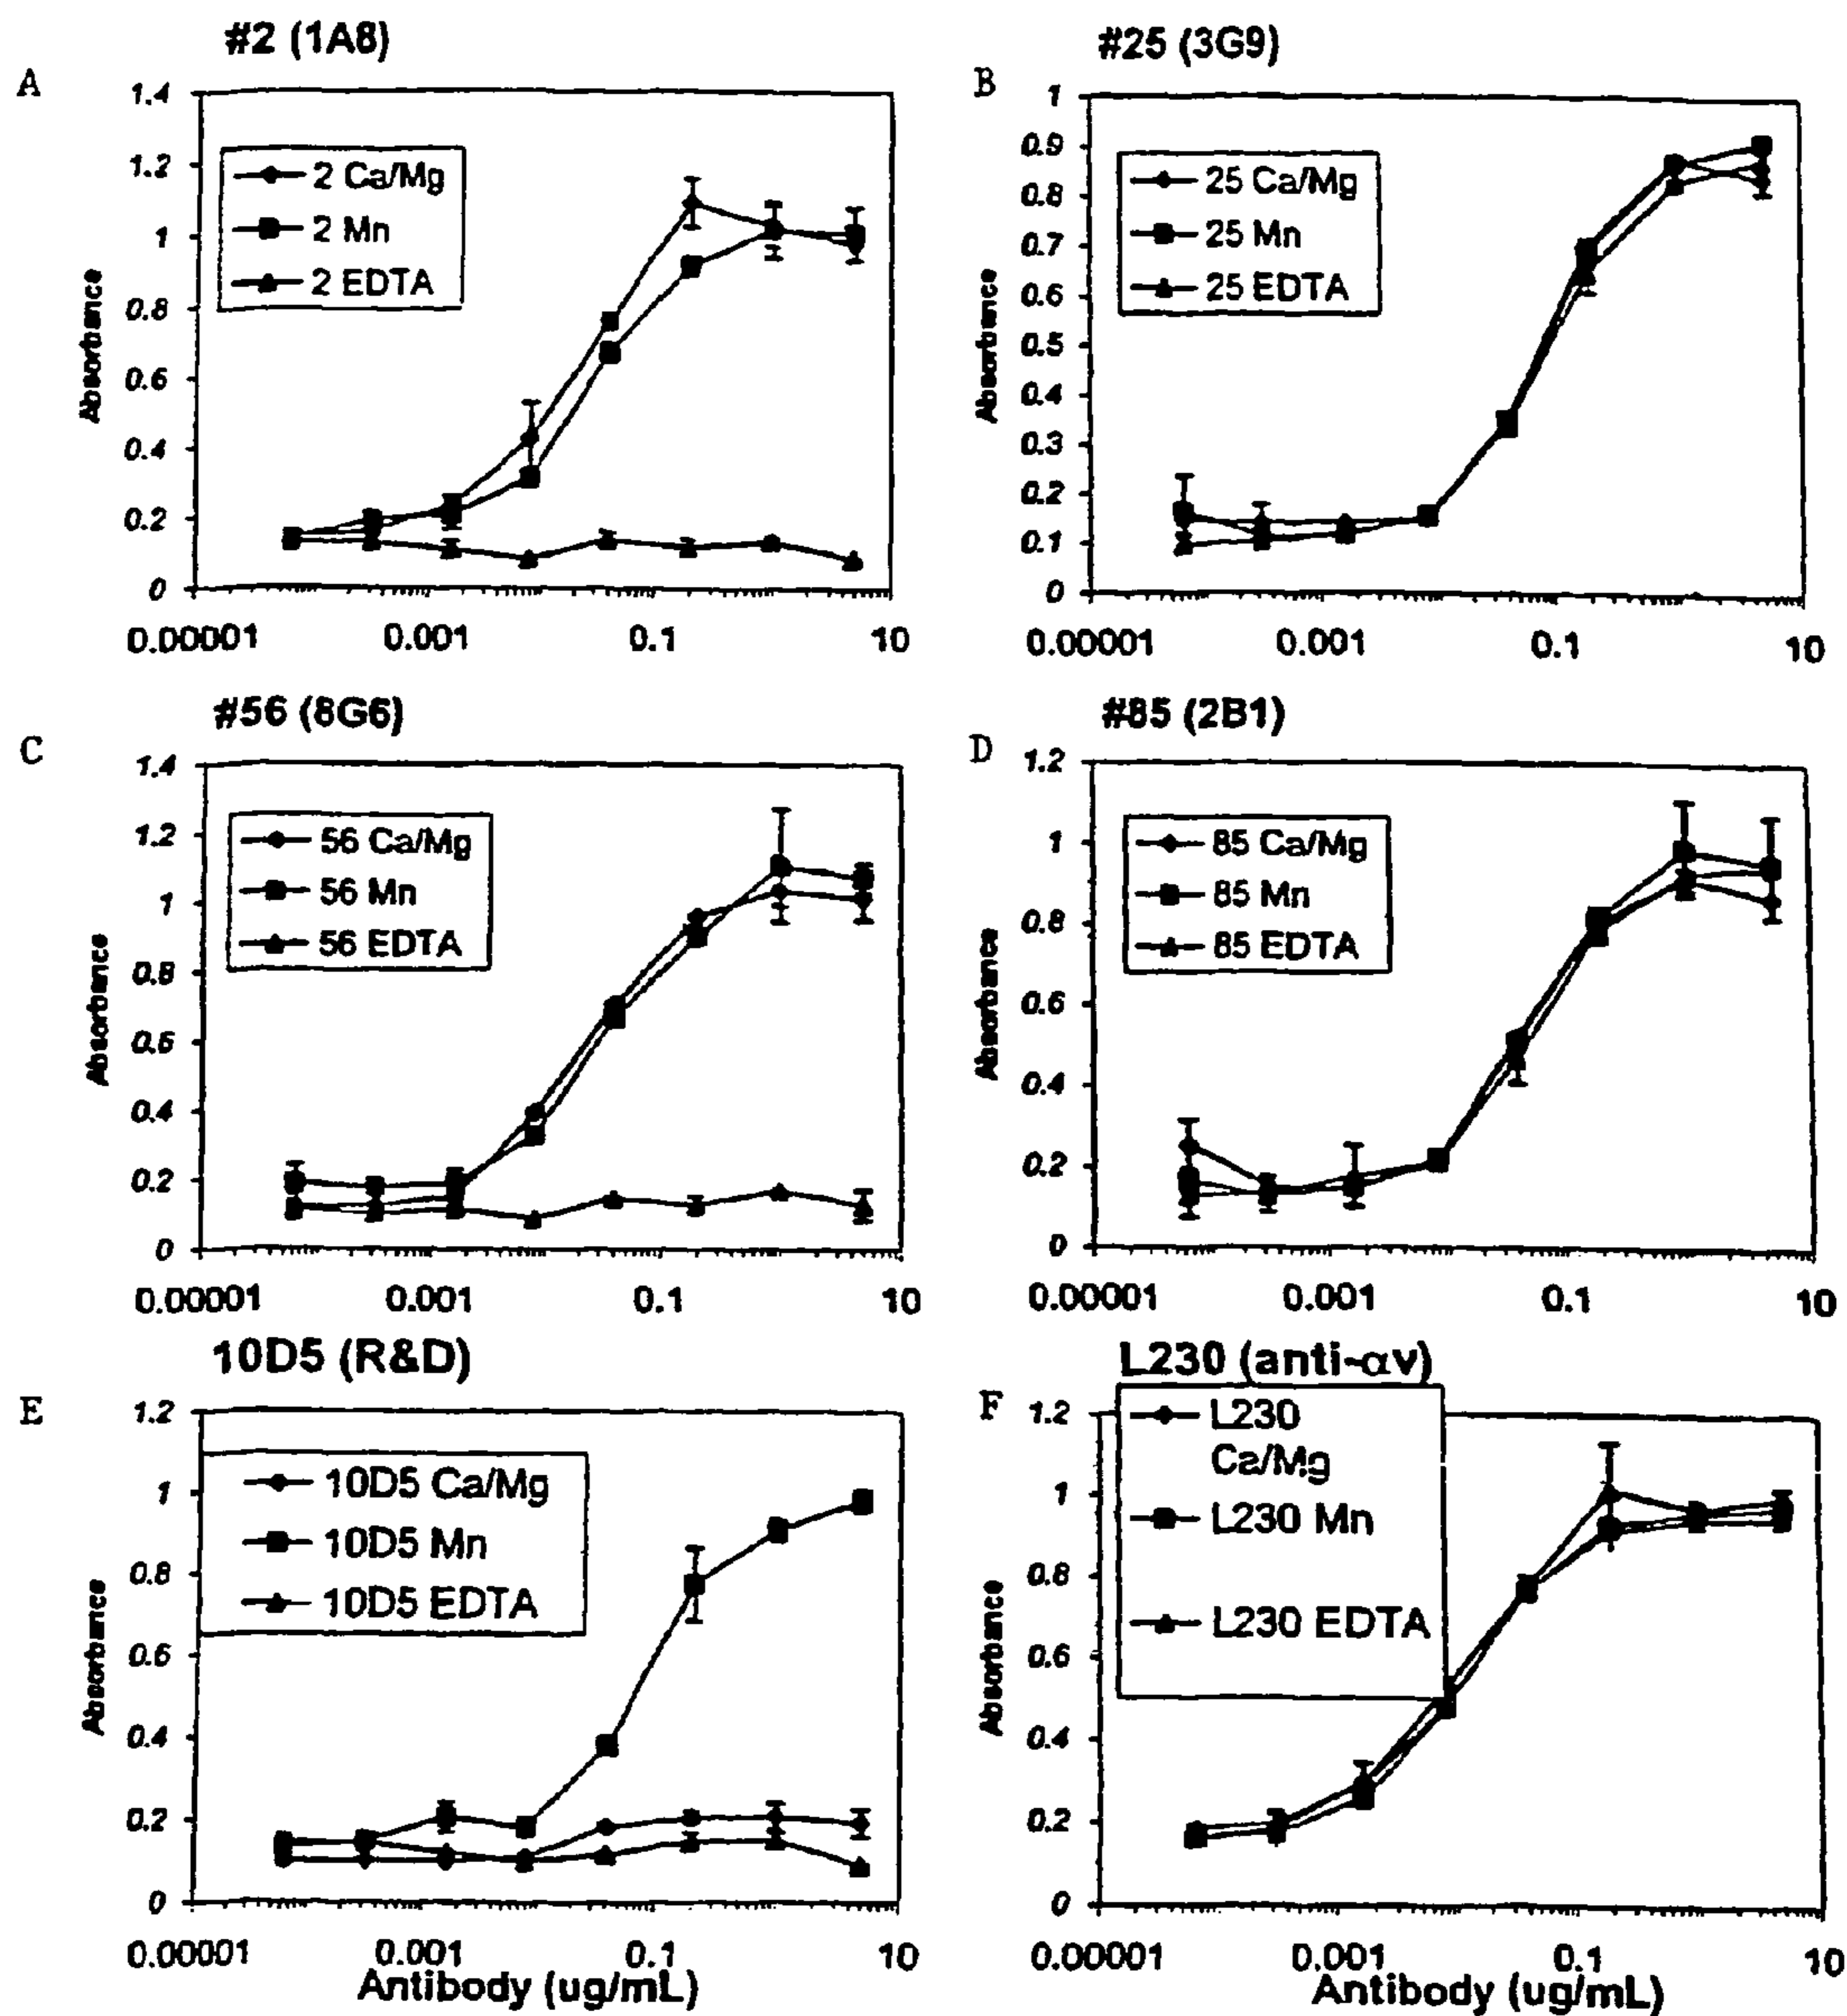 #2 (1A8)
A
1.4
1.2
1
0.8
0.6
0.4
0.2
0
Absorbance
2 Ca/Mg
2 Mn
2 EDTA
0.00001 0.001 0.1 10
#25 (3G9)
B
1
0.9
0.8
0.7
0.6
0.5
0.4
0.3
0.2
0.1
0
Absorbance
25 Ca/Mg
25 Mn
25 EDTA
0.00001 0.001 0.1 10
#56 (8G6)
C
1.4
1.2
1
0.8
0.6
0.4
0.2
0
Absorbance
56 Ca/Mg
56 Mn
56 EDTA
0.00001 0.001 0.1 10
#85 (2B1)
D
1.2
1
0.8
0.6
0.4
0.2
0
Absorbance
85 Ca/Mg
85 Mn
85 EDTA
0.00001 0.001 0.1 10
10D5 (R&D)
E
1.2
1
0.8
0.6
0.4
0.2
0
Absorbance
10D5 Ca/Mg
10D5 Mn
10D5 EDTA
0.00001 0.001 0.1 10
Antibody (ug/mL)
L230 (anti-αv)
F
1.2
1
0.8
0.6
0.4
0.2
0
Absorbance
L230
Ca/Mg
L230 Mn
L230 EDTA
0.00001 0.001 0.1 10
Antibody (ug/mL)